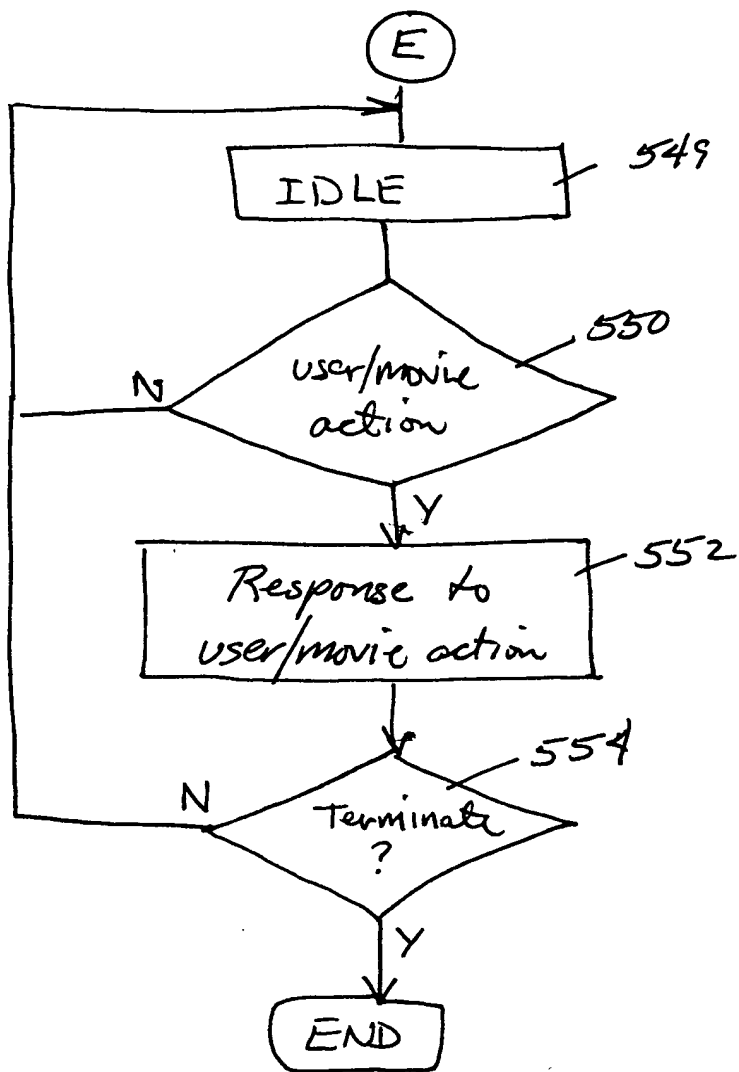 E
549
IDLE
550
N
user/movie
action
Y
552
Response to
user/movie action
554
N
Terminate
?
Y
END